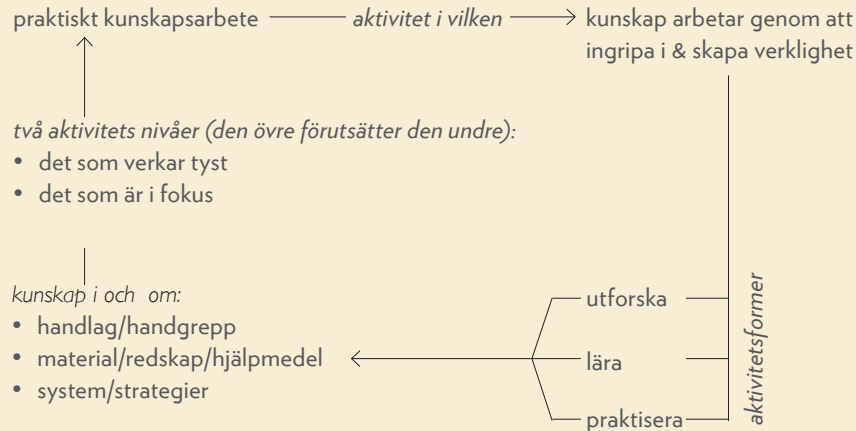 praktiskt kunskapsarbete
aktivitet i vilken
kunskap arbetar genom att
ingripa i & skapa verklighet
två aktivitets nivåer (den övre förutsätter den undre):
• det som verkar tyst
• det som är i fokus
kunskap i och om:
• handlag/handgrepp
• material/redskap/hjälpmedel
• system/strategier
utforska
lära
praktisera
aktivitetsformer